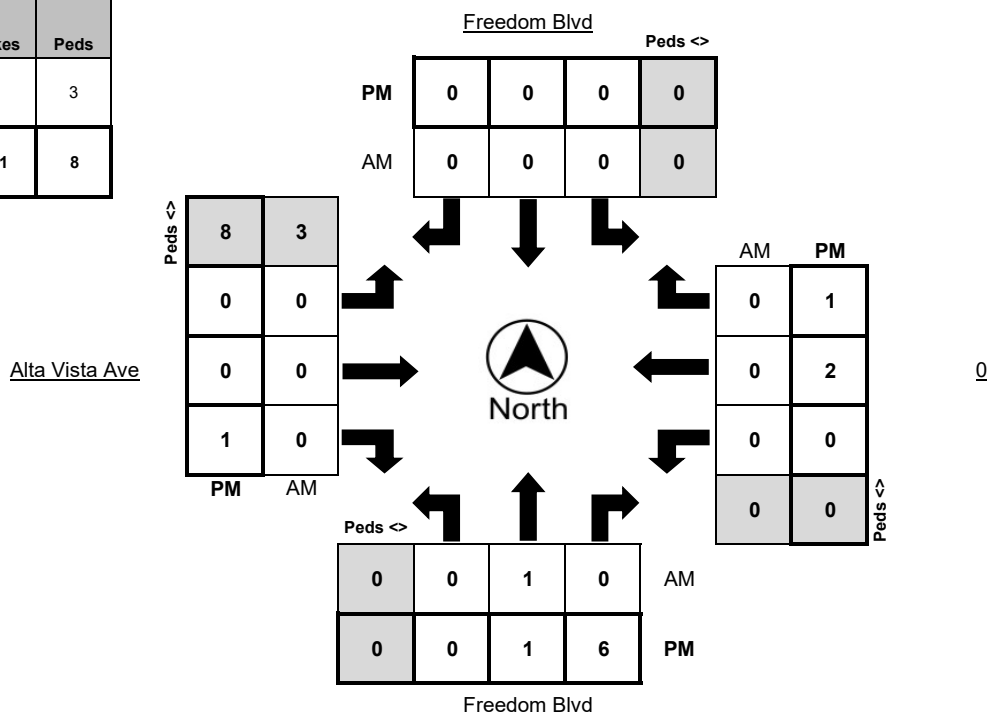 Peds
3
1
8
Freedom Blvd
Peds <>
PM 0 0 0 0
AM 0 0 0 0
Peds <>
8 3
0 0
0 0
1 0
PM AM
Alta Vista Ave
North
AM PM
0 1
0 2
0 0
0 0
Peds <>
0
Peds <>
0 0 1 0 AM
0 0 1 6 PM
Freedom Blvd